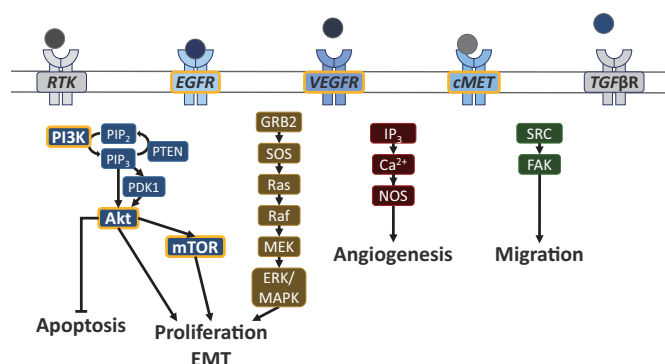 RTK EGFR VEGFR cMET TGFβR
PI3K PIP₂ PTEN
PIP₃
PDK1
Akt
mTOR
Apoptosis
GRB2
SOS
Ras
Raf
MEK
ERK/
MAPK
Proliferation
EMT
IP₃
Ca²⁺
NOS
Angiogenesis
SRC
FAK
Migration